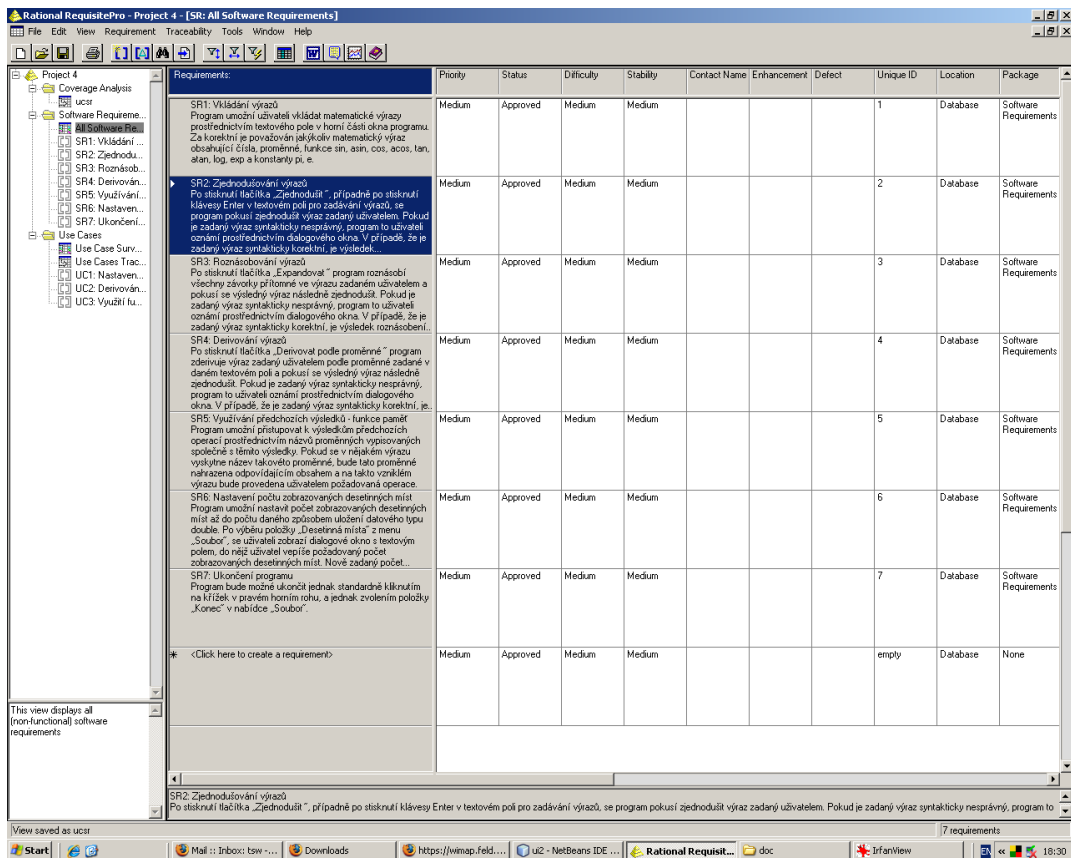 Rational RequisitePro - Project 4 - [SR: All Software Requirements]
File Edit View Requirement Traceability Tools Window Help
Project 4
Coverage Analysis
ucsr
Software Requireme...
All Software Re...
SR1: Vkládání ...
SR2: Zjednodu...
SR3: Roznásob...
SR4: Derivován...
SR5: Využívání...
SR6: Nastaven...
SR7: Ukončení...
Use Cases
Use Case Surv...
Use Cases Trac...
UC1: Nastaven...
UC2: Derivován...
UC3: Využití fu...
This view displays all
(non-functional) software
requirements
Requirements: Priority Status Difficulty Stability Contact Name Enhancement Defect Unique ID Location Package
SR1: Vkládání výrazů Medium Approved Medium Medium 1 Database Software Requirements
Program umožní uživateli vkládat matematické výrazy
prostřednictvím textového pole v horní části okna programu.
Za korektní je považován jakýkoliv matematický výraz
obsahující čísla, proměnné, funkce sin, asin, cos, acos, tan,
atan, log, exp a konstanty pi, e.
SR2: Zjednodušování výrazů Medium Approved Medium Medium 2 Database Software Requirements
Po stisknutí tlačítka „Zjednodušit“, případně po stisknutí
klávesy Enter v textovém poli pro zadávání výrazů, se
program pokusí zjednodušit výraz zadaný uživatelem. Pokud
je zadaný výraz syntakticky nesprávný, program to uživateli
oznámí prostřednictvím dialogového okna. V případě, že je
zadaný výraz syntakticky korektní, je výsledek...
SR3: Roznásobování výrazů Medium Approved Medium Medium 3 Database Software Requirements
Po stisknutí tlačítka „Expandovat“ program roznásobí
všechny závorky přítomné ve výrazu zadaném uživatelem a
pokusí se výsledný výraz následně zjednodušit. Pokud je
zadaný výraz syntakticky nesprávný, program to uživateli
oznámí prostřednictvím dialogového okna. V případě, že je
zadaný výraz syntakticky korektní, je výsledek roznásobení..
SR4: Derivování výrazů Medium Approved Medium Medium 4 Database Software Requirements
Po stisknutí tlačítka „Derivovat podle proměnné“ program
zderivuje výraz zadaný uživatelem podle proměnné zadané v
daném textovém poli a pokusí se výsledný výraz následně
zjednodušit. Pokud je zadaný výraz syntakticky nesprávný,
program to uživateli oznámí prostřednictvím dialogového
okna. V případě, že je zadaný výraz syntakticky korektní, je..
SR5: Využívání předchozích výsledků - funkce paměť Medium Approved Medium Medium 5 Database Software Requirements
Program umožní přistupovat k výsledkům předchozích
operací prostřednictvím názvů proměnných vypisovaných
společně s těmito výsledky. Pokud se v nějakém výrazu
vyskytne název takovéto proměnné, bude tato proměnné
nahrazena odpovídajícím obsahem a na takto vzniklém
výrazu bude provedena uživatelem požadovaná operace.
SR6: Nastavení počtu zobrazovaných desetinných míst Medium Approved Medium Medium 6 Database Software Requirements
Program umožní nastavit počet zobrazovaných desetinných
míst až do počtu daného způsobem uložení datového typu
double. Po výběru položky „Desetinná místa“ z menu
„Soubor“, se uživateli zobrazí dialogové okno s textovým
polem, do nějž uživatel vepíše požadovaný počet
zobrazovaných desetinných míst. Nově zadaný počet...
SR7: Ukončení programu Medium Approved Medium Medium 7 Database Software Requirements
Program bude možné ukončit jednak standardně kliknutím
na křížek v pravém horním rohu, a jednak zvolením položky
„Konec“ v nabídce „Soubor“.
<Click here to create a requirement> Medium Approved Medium Medium empty Database None
SR2: Zjednodušování výrazů
Po stisknutí tlačítka „Zjednodušit“, případně po stisknutí klávesy Enter v textovém poli pro zadávání výrazů, se program pokusí zjednodušit výraz zadaný uživatelem. Pokud je zadaný výraz syntakticky nesprávný, program to
View saved as ucsr 7 requirements
Start Mail :: Inbox: tsw -... Downloads https://wimap.feld.... ui2 - NetBeans IDE ... Rational Requisit... doc IrfanView EN « 18:30